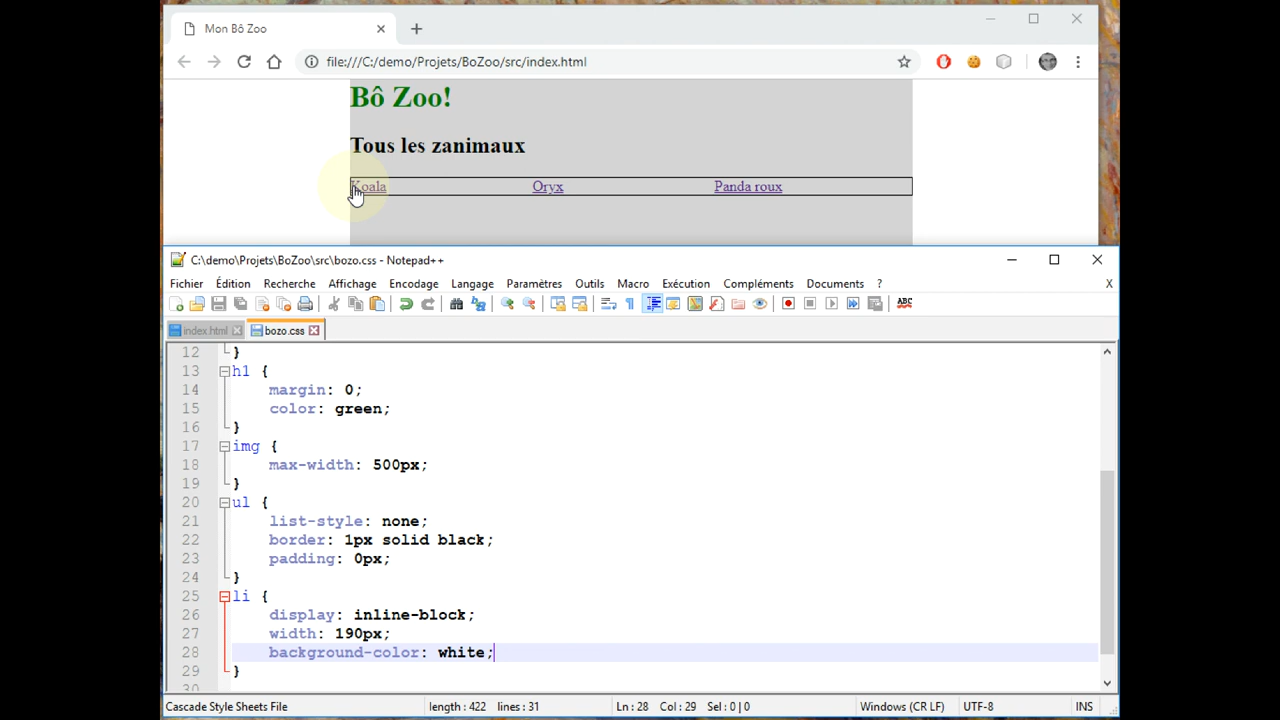 Mon Bô Zoo
file:///C:/demo/Projets/BoZoo/src/index.html
Bô Zoo!
Tous les zanimaux
Koala Oryx Panda roux
C:\demo\Projets\BoZoo\src\bozo.css - Notepad++
Fichier Édition Recherche Affichage Encodage Langage Paramètres Outils Macro Exécution Compléments Documents ? X
ABC
index.html bozo.css
12 }
13 h1 {
14 margin: 0;
15 color: green;
16 }
17 img {
18 max-width: 500px;
19 }
20 ul {
21 list-style: none;
22 border: 1px solid black;
23 padding: 0px;
24 }
25 li {
26 display: inline-block;
27 width: 190px;
28 background-color: white;
29 }
30
Cascade Style Sheets File length : 422 lines : 31 Ln : 28 Col : 29 Sel : 0 | 0 Windows (CR LF) UTF-8 INS